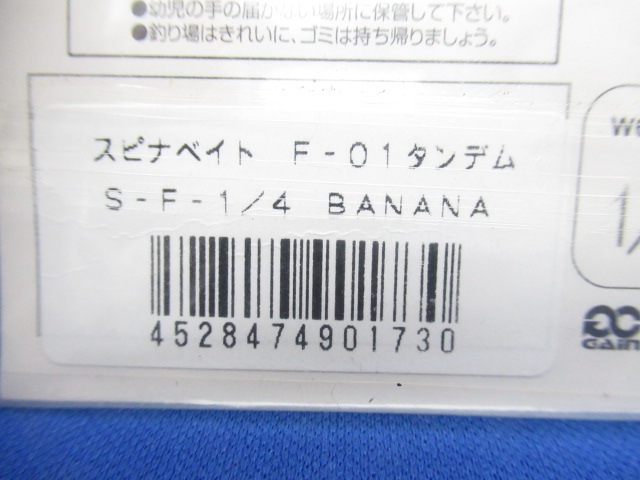 ●幼児の手の届かない場所に保管して下さい。
●釣り場はきれいに、ゴミは持ち帰りましょう。
スピナベイト F-01タンデム
S-F-1/4 BANANA
4528474901730